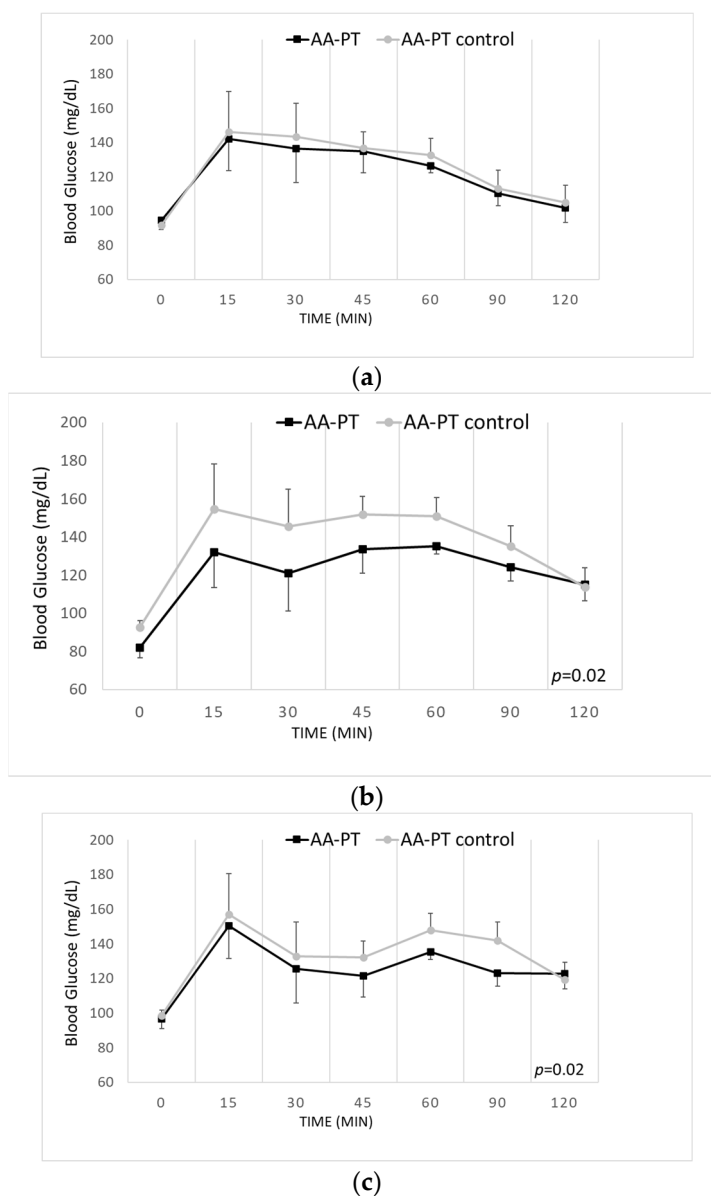 AA-PT AA-PT control
200
180
160
140
120
100
80
60
Blood Glucose (mg/dL)
0 15 30 45 60 90 120
TIME (MIN)
(a)
AA-PT AA-PT control
200
180
160
140
120
100
80
60
Blood Glucose (mg/dL)
p=0.02
0 15 30 45 60 90 120
TIME (MIN)
(b)
AA-PT AA-PT control
200
180
160
140
120
100
80
60
Blood Glucose (mg/dL)
p=0.02
0 15 30 45 60 90 120
TIME (MIN)
(c)